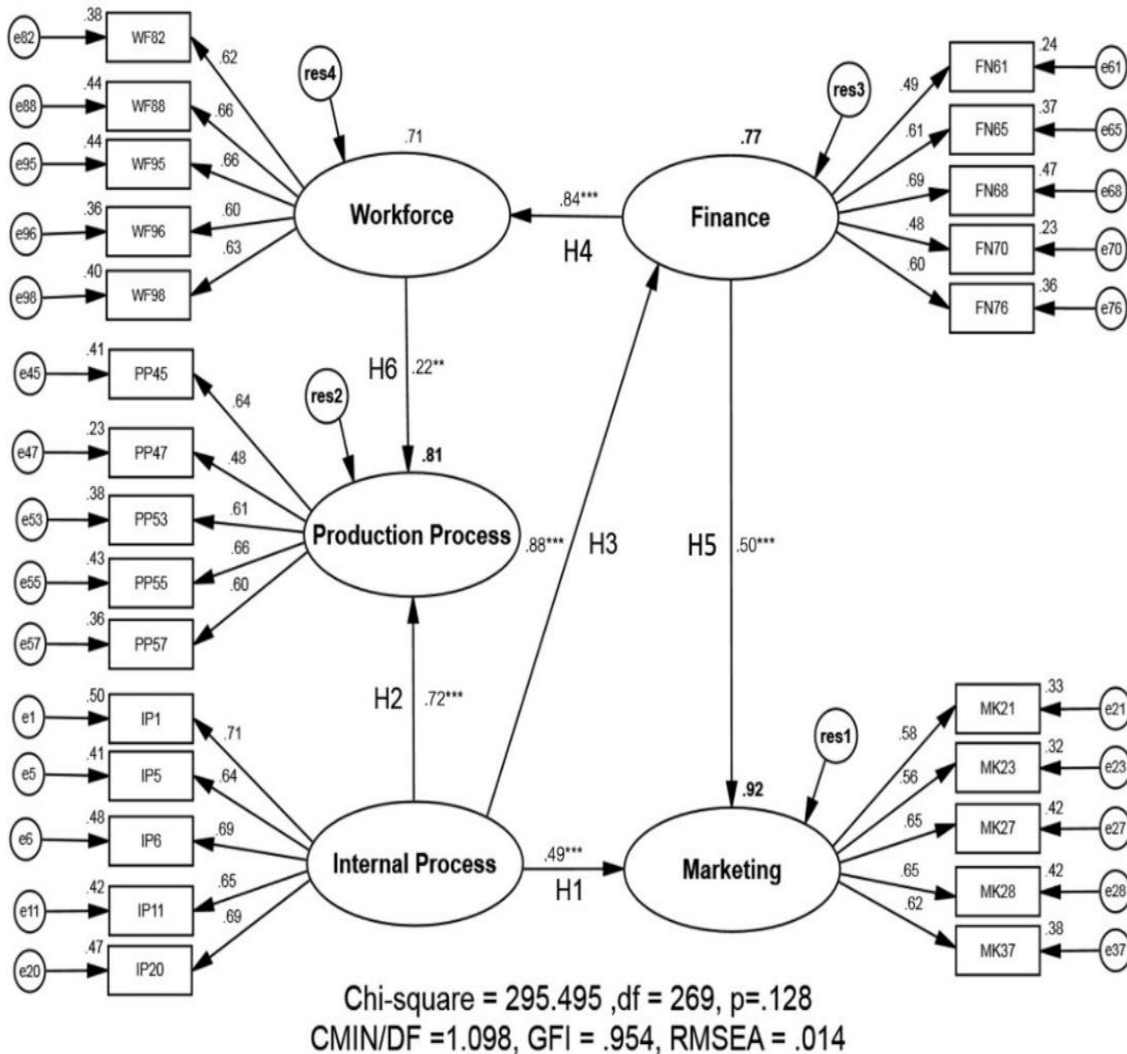 e82 .38 WF82 .62
e88 .44 WF88 .66
e95 .44 WF95 .66
e96 .36 WF96 .60
e98 .40 WF98 .63
res4
.71
Workforce
.84***
H4
res3
.77
Finance
.49 FN61 .24 e61
.61 FN65 .37 e65
.69 FN68 .47 e68
.48 FN70 .23 e70
.60 FN76 .36 e76
H6 .22**
e45 .41 PP45 .64
e47 .23 PP47 .48
e53 .38 PP53 .61
e55 .43 PP55 .66
e57 .36 PP57 .60
res2
.81
Production Process
.88*** H3
H5 .50***
H2 .72***
e1 .50 IP1 .71
e5 .41 IP5 .64
e6 .48 IP6 .69
e11 .42 IP11 .65
e20 .47 IP20 .69
Internal Process
.49***
H1
res1
.92
Marketing
.58 MK21 .33 e21
.56 MK23 .32 e23
.65 MK27 .42 e27
.65 MK28 .42 e28
.62 MK37 .38 e37
Chi-square = 295.495 ,df = 269, p=.128
CMIN/DF =1.098, GFI = .954, RMSEA = .014